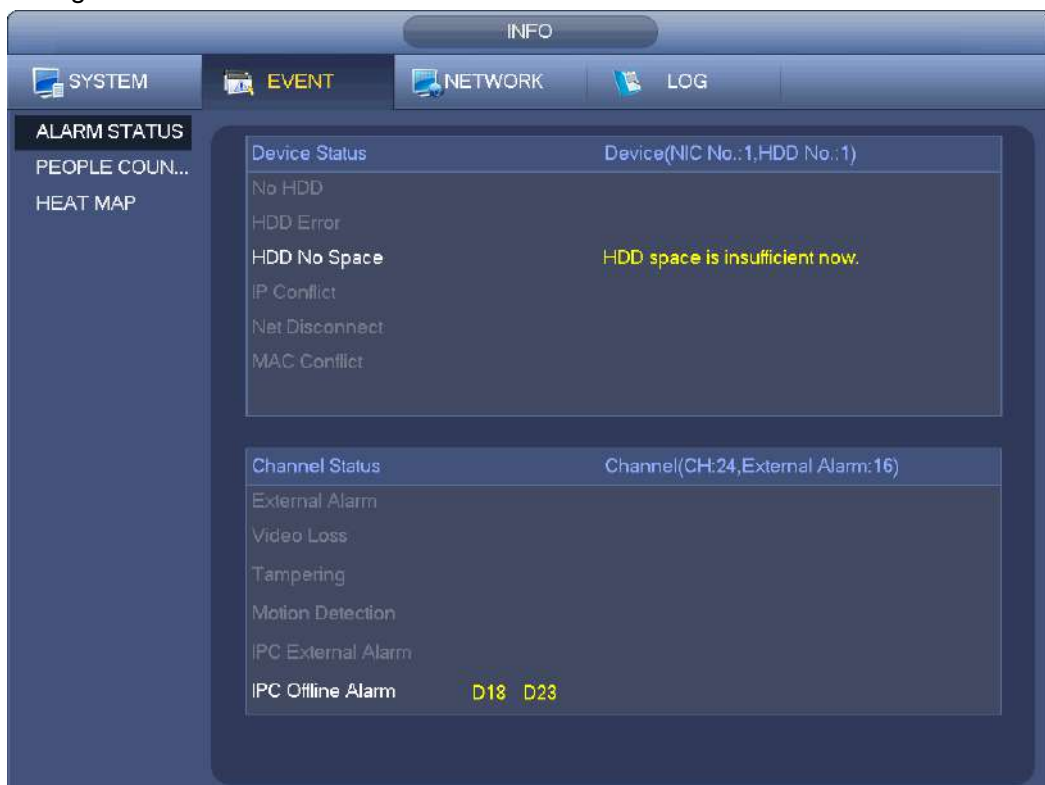 INFO
SYSTEM EVENT NETWORK LOG
ALARM STATUS
PEOPLE COUN...
HEAT MAP
Device Status Device(NIC No.:1,HDD No.:1)
No HDD
HDD Error
HDD No Space HDD space is insufficient now.
IP Conflict
Net Disconnect
MAC Conflict
Channel Status Channel(CH:24,External Alarm:16)
External Alarm
Video Loss
Tampering
Motion Detection
IPC External Alarm
IPC Offline Alarm D18 D23